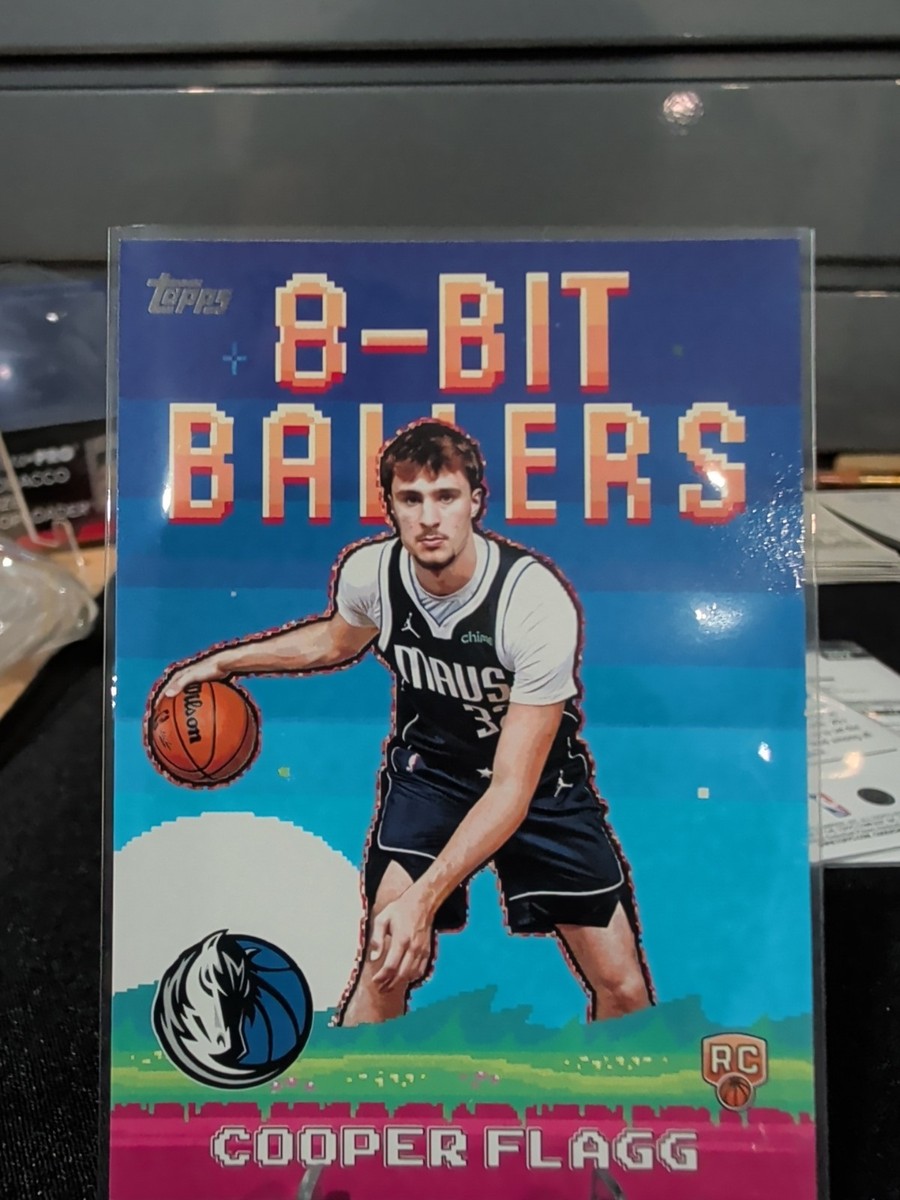 Topps
8-BIT
BALLERS
chime
MAVS
Wilson
RC
COOPER FLAGG